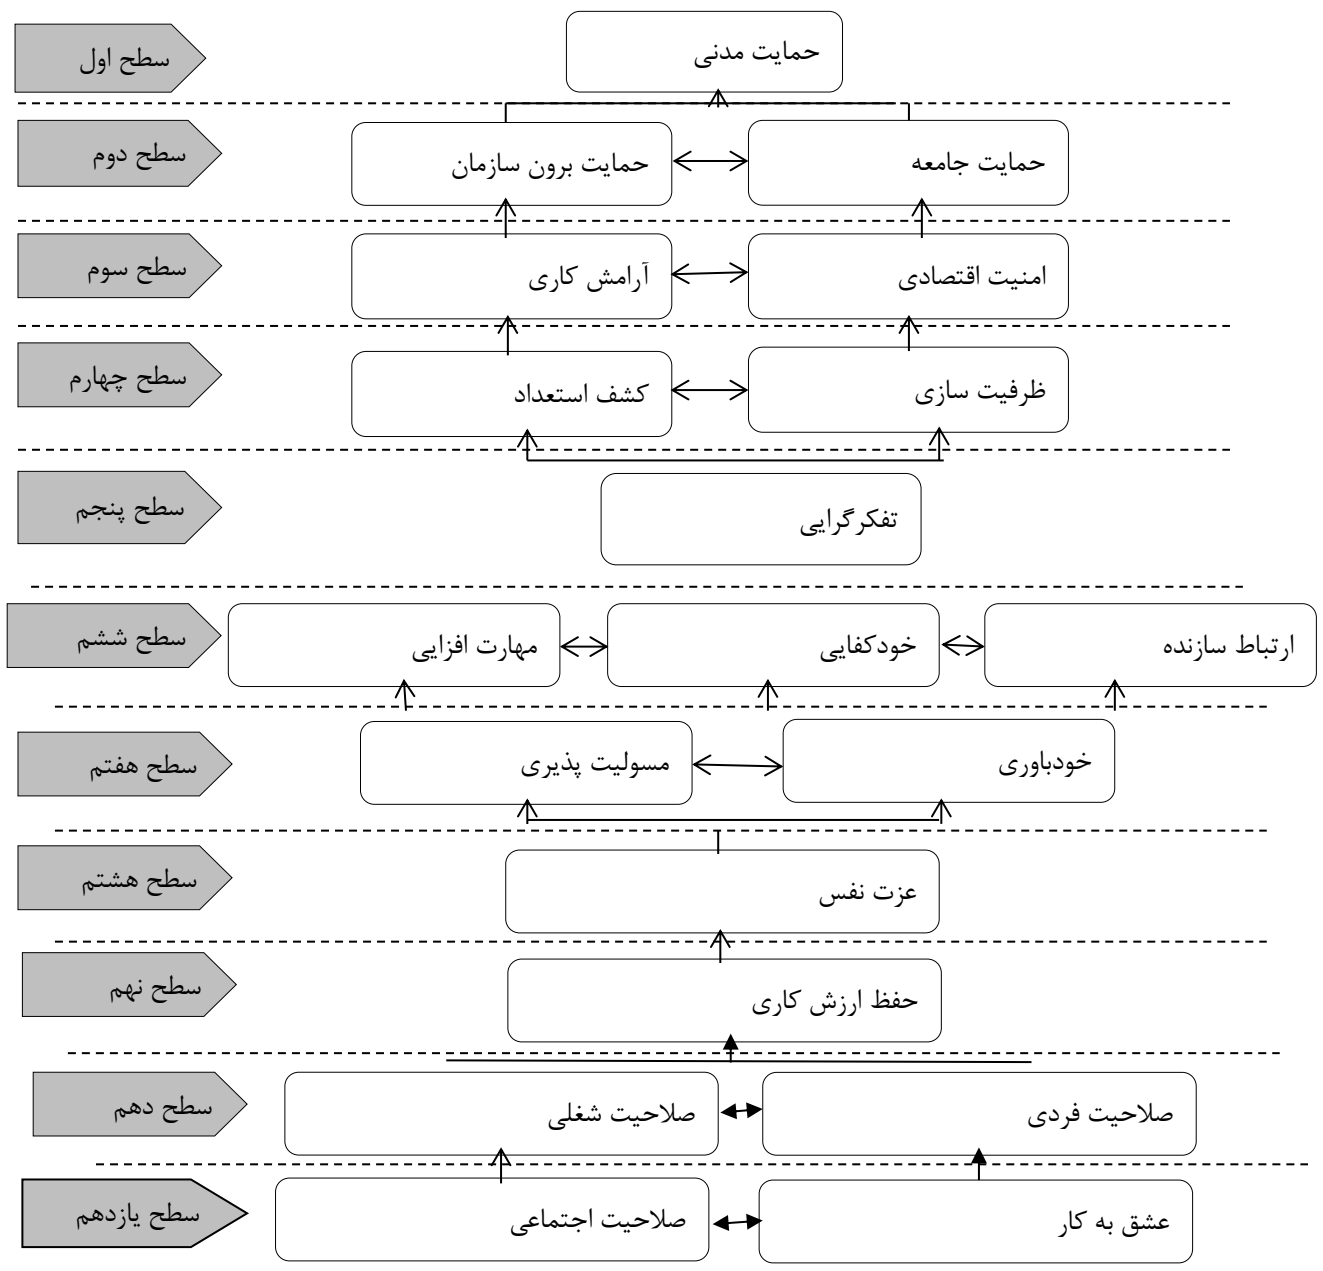 سطح اول
حمایت مدنی
سطح دوم
حمایت جامعه
حمایت برون سازمان
سطح سوم
امنیت اقتصادی
آرامش کاری
سطح چهارم
ظرفیت سازی
کشف استعداد
سطح پنجم
تفکرگرایی
سطح ششم
ارتباط سازنده
خودکفایی
مهارت افزایی
سطح هفتم
خودباوری
مسولیت پذیری
سطح هشتم
عزت نفس
سطح نهم
حفظ ارزش کاری
سطح دهم
صلاحیت فردی
صلاحیت شغلی
سطح یازدهم
عشق به کار
صلاحیت اجتماعی